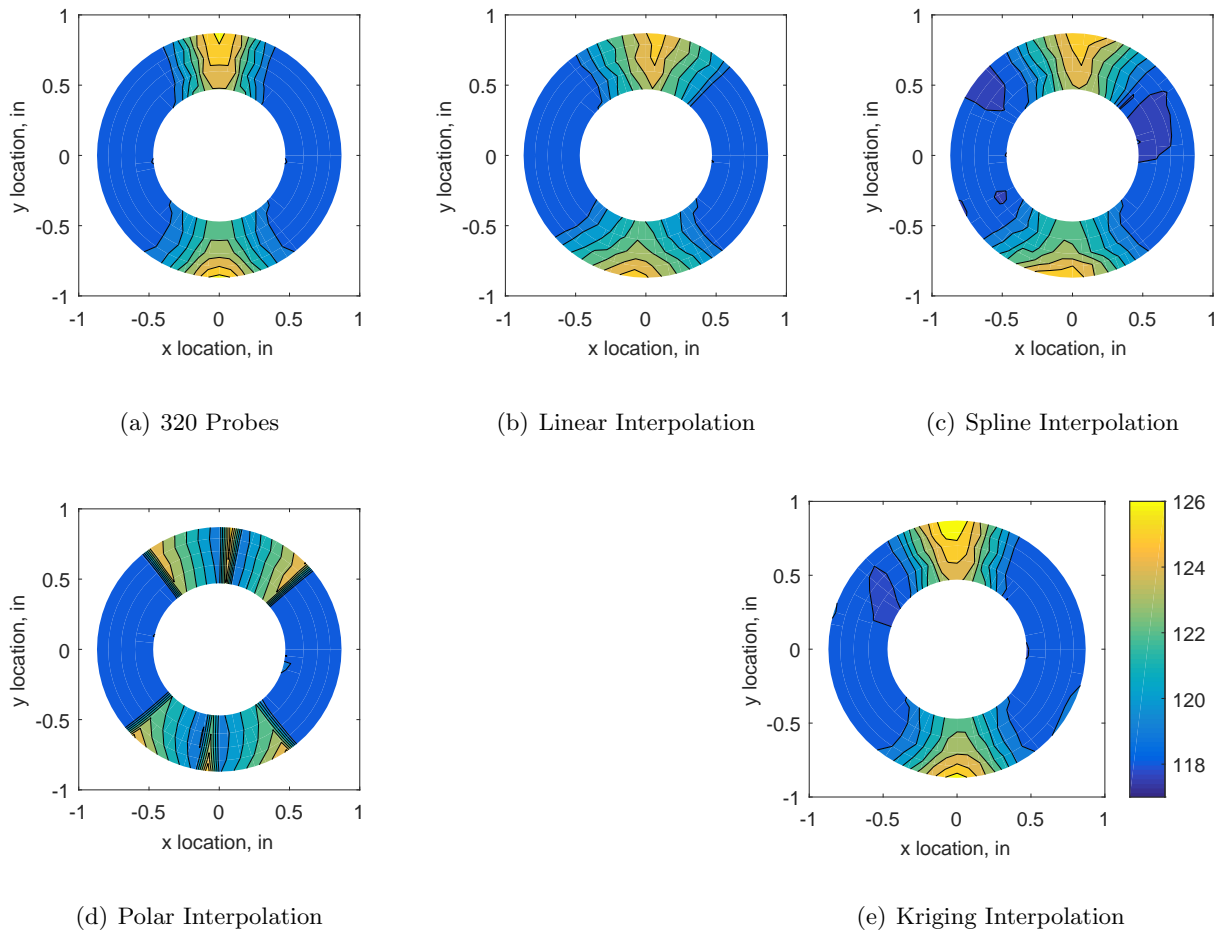 1
0.5
0
-0.5
-1
y location, in
-1 -0.5 0 0.5 1
x location, in
(a) 320 Probes
1
0.5
0
-0.5
-1
y location, in
-1 -0.5 0 0.5 1
x location, in
(b) Linear Interpolation
1
0.5
0
-0.5
-1
y location, in
-1 -0.5 0 0.5 1
x location, in
(c) Spline Interpolation
1
0.5
0
-0.5
-1
y location, in
-1 -0.5 0 0.5 1
x location, in
(d) Polar Interpolation
1
0.5
0
-0.5
-1
y location, in
-1 -0.5 0 0.5 1
x location, in
126
124
122
120
118
(e) Kriging Interpolation